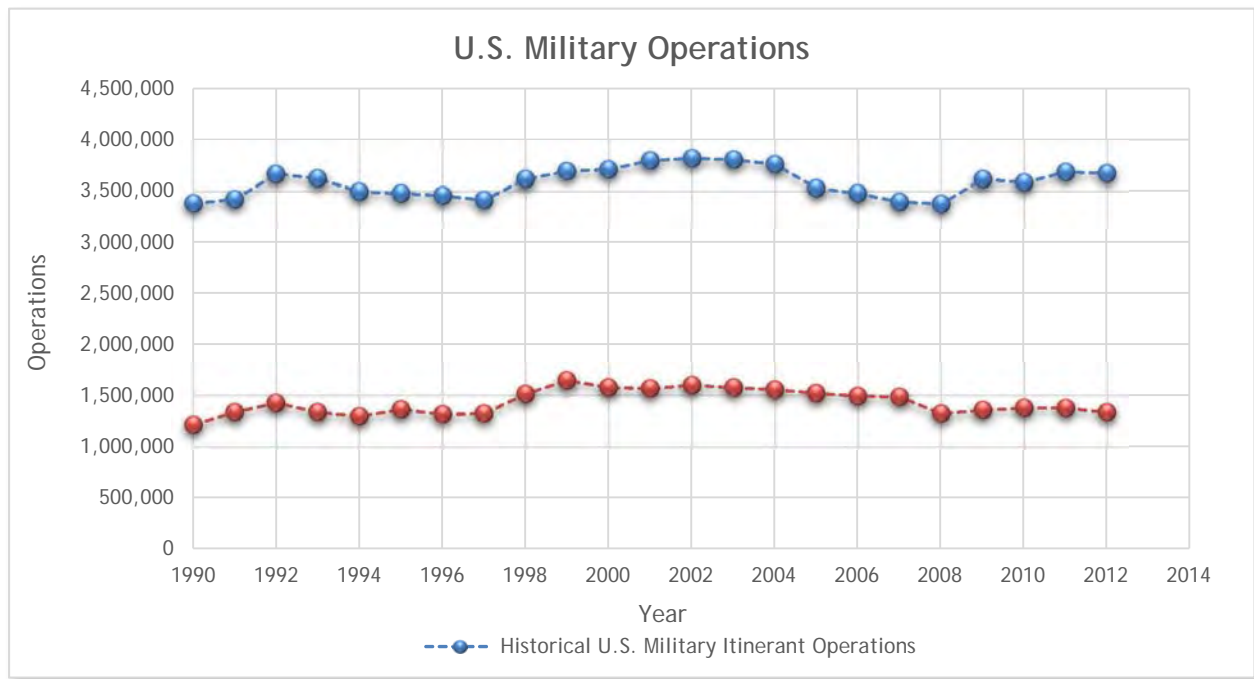 U.S. Military Operations
4,500,000
4,000,000
3,500,000
3,000,000
2,500,000
2,000,000
1,500,000
1,000,000
500,000
0
Operations
1990 1992 1994 1996 1998 2000 2002 2004 2006 2008 2010 2012 2014
Year
Historical U.S. Military Itinerant Operations